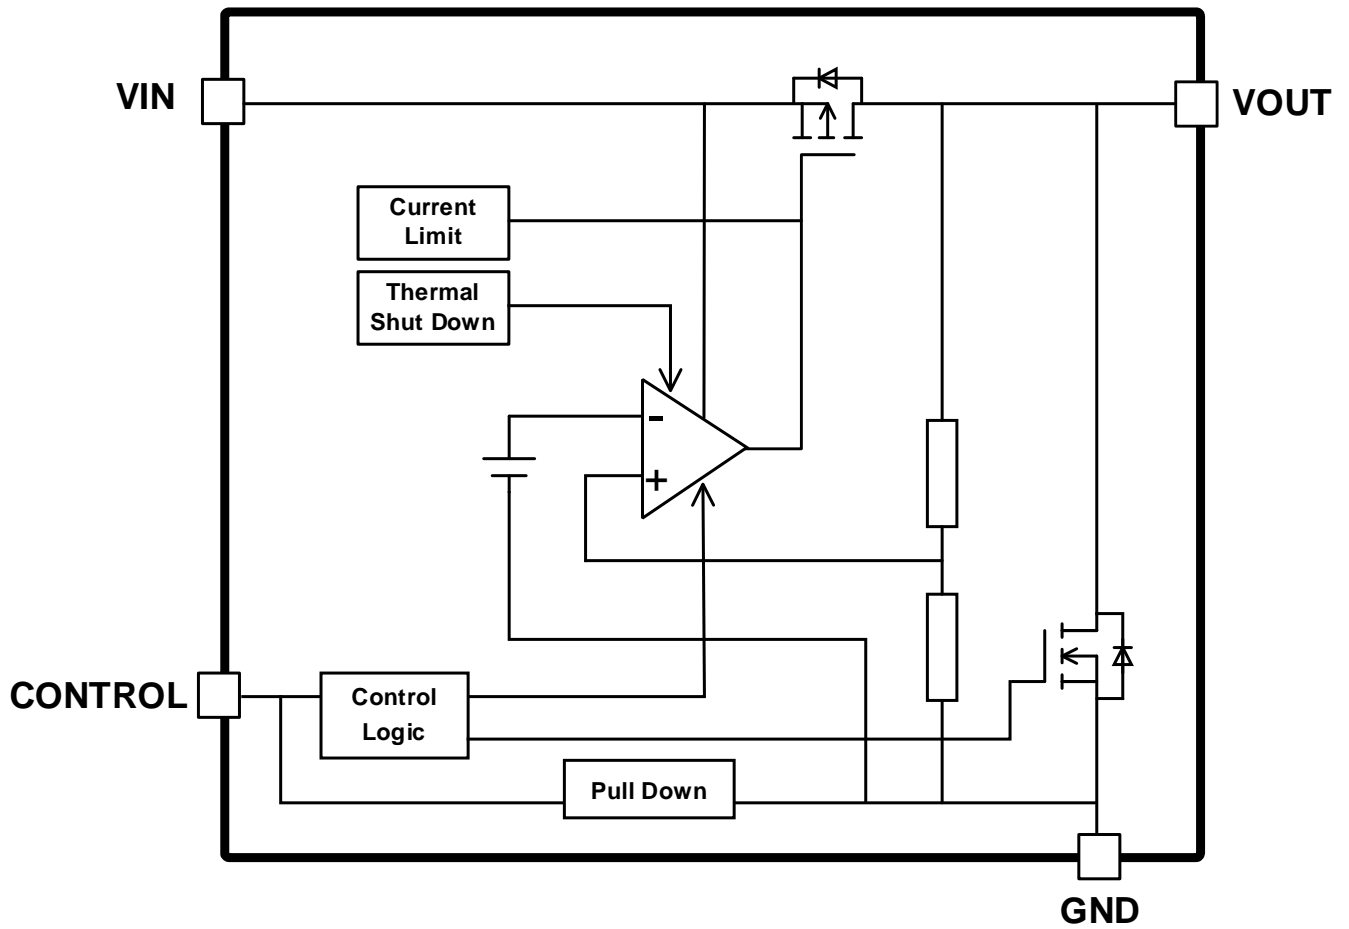 VIN
VOUT
Current
Limit
Thermal
Shut Down
-
+
CONTROL
Control
Logic
Pull Down
GND